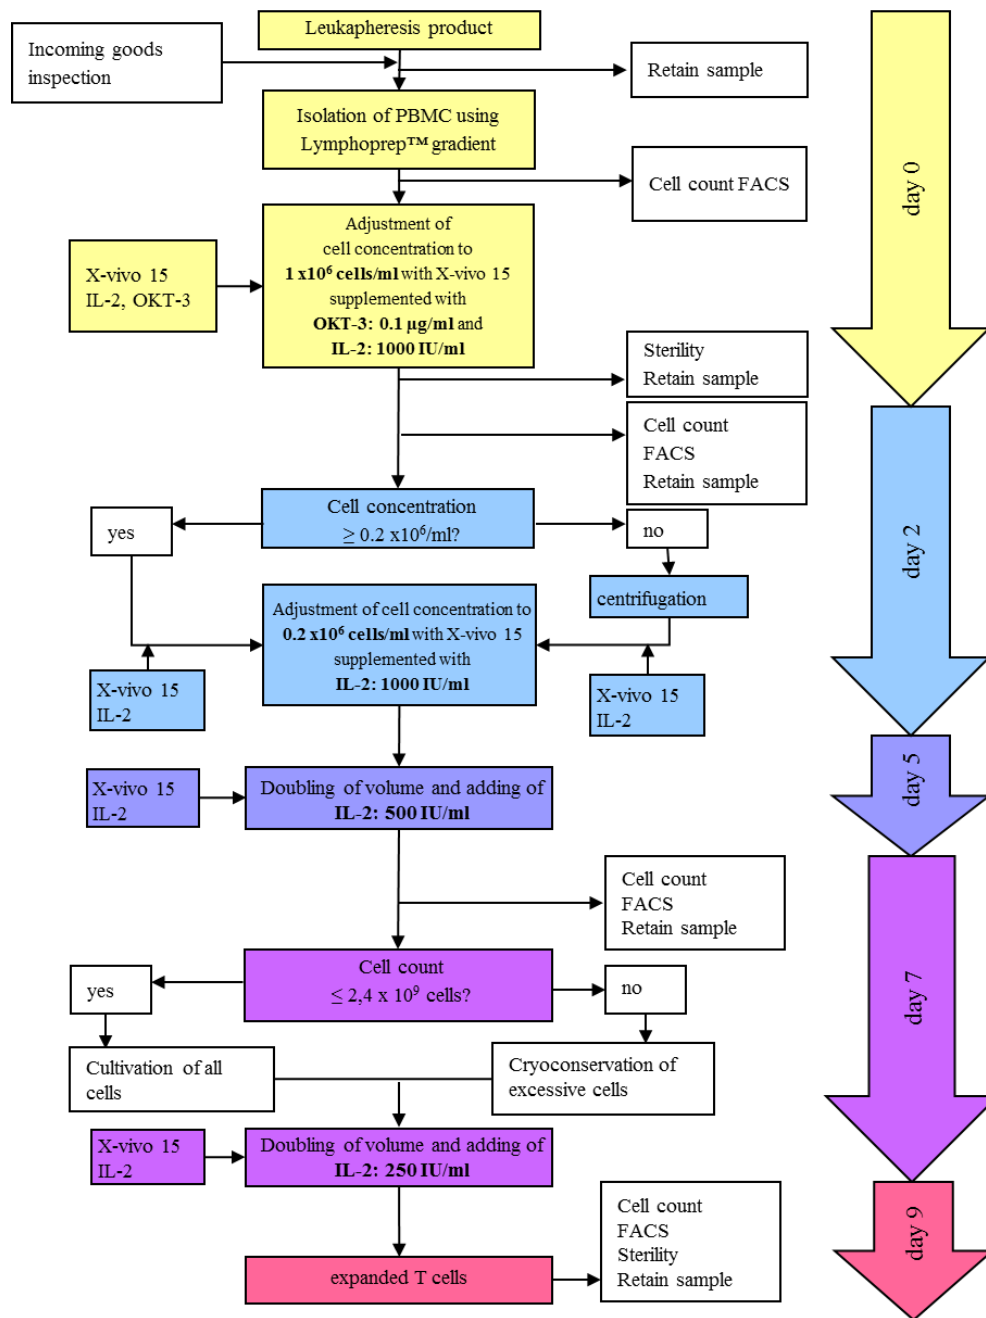 Leukapheresis product
Incoming goods
inspection
Retain sample
Isolation of PBMC using
Lymphoprep™ gradient
Cell count FACS
day 0
Adjustment of
cell concentration to
1 x10⁶ cells/ml with X-vivo 15
supplemented with
OKT-3: 0.1 µg/ml and
IL-2: 1000 IU/ml
X-vivo 15
IL-2, OKT-3
Sterility
Retain sample
Cell count
FACS
Retain sample
Cell concentration
≥ 0.2 x10⁶/ml?
yes
no
day 2
centrifugation
Adjustment of cell concentration to
0.2 x10⁶ cells/ml with X-vivo 15
supplemented with
IL-2: 1000 IU/ml
X-vivo 15
IL-2
X-vivo 15
IL-2
X-vivo 15
IL-2
Doubling of volume and adding of
IL-2: 500 IU/ml
day 5
Cell count
FACS
Retain sample
Cell count
≤ 2,4 x 10⁹ cells?
yes
no
day 7
Cultivation of all
cells
Cryoconservation of
excessive cells
X-vivo 15
IL-2
Doubling of volume and adding of
IL-2: 250 IU/ml
Cell count
FACS
Sterility
Retain sample
expanded T cells
day 9